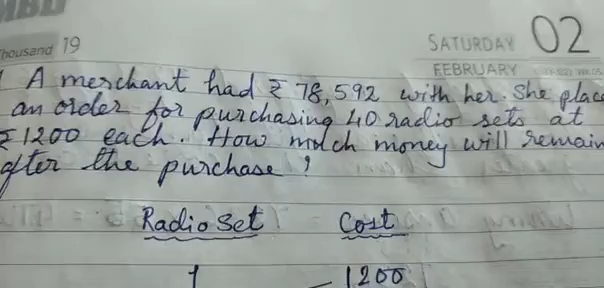 Thousand 19
SATURDAY 02
FEBRUARY
A merchant had ₹ 78,592 with her. She place
an order for purchasing 40 radio sets at
₹1200 each. How much money will remain
after the purchase?
Radio Set Cost
1 - 1200